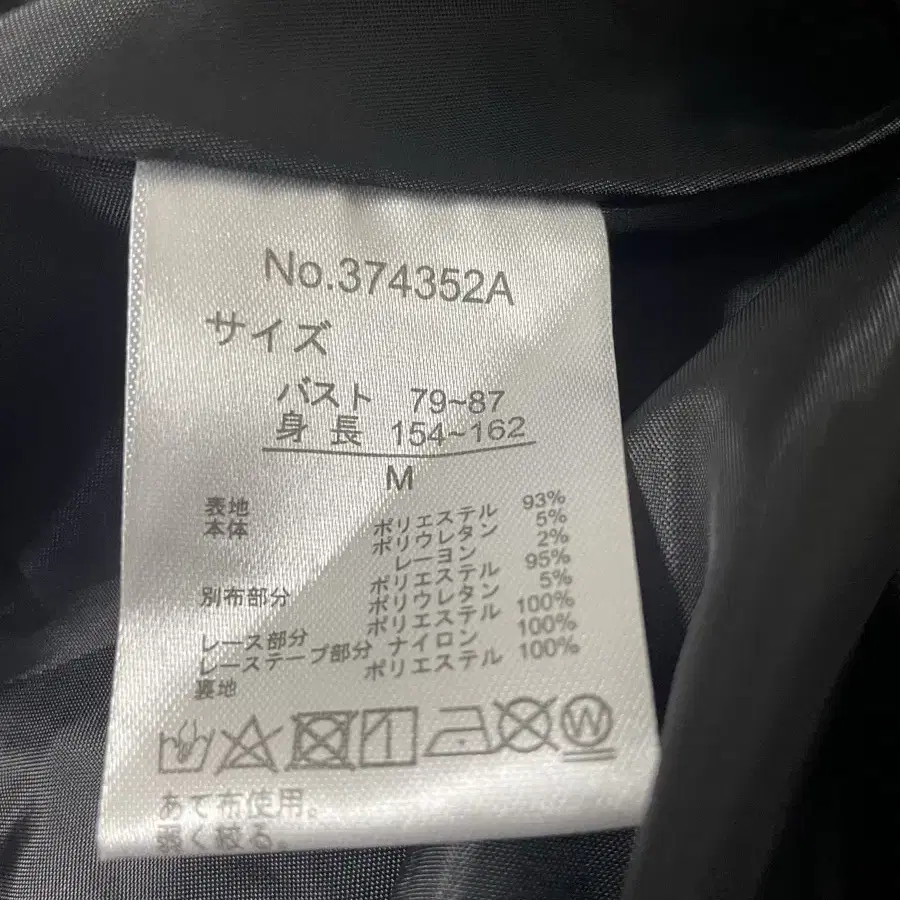 No.374352A
サイズ
バスト 79~87
身長 154~162
M
表地
本体 ポリエステル 93%
ポリウレタン 5%
レーヨン 2%
別布部分 ポリエステル 95%
ポリウレタン 5%
レース部分 ポリエステル 100%
レーステープ部分 ナイロン 100%
裏地 ポリエステル 100%
W
あて布使用。
弱く絞る。